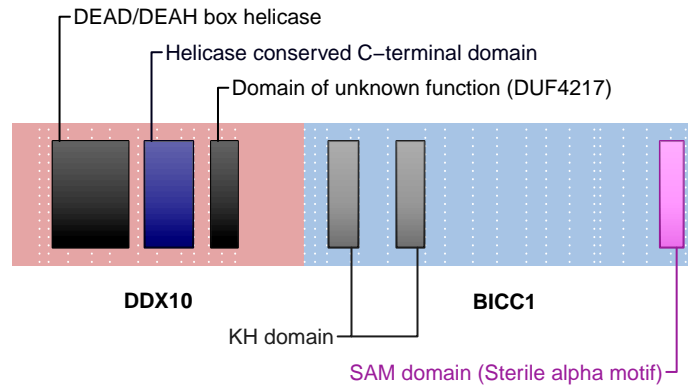 DEAD/DEAH box helicase
Helicase conserved C−terminal domain
Domain of unknown function (DUF4217)
DDX10
BICC1
KH domain
SAM domain (Sterile alpha motif)